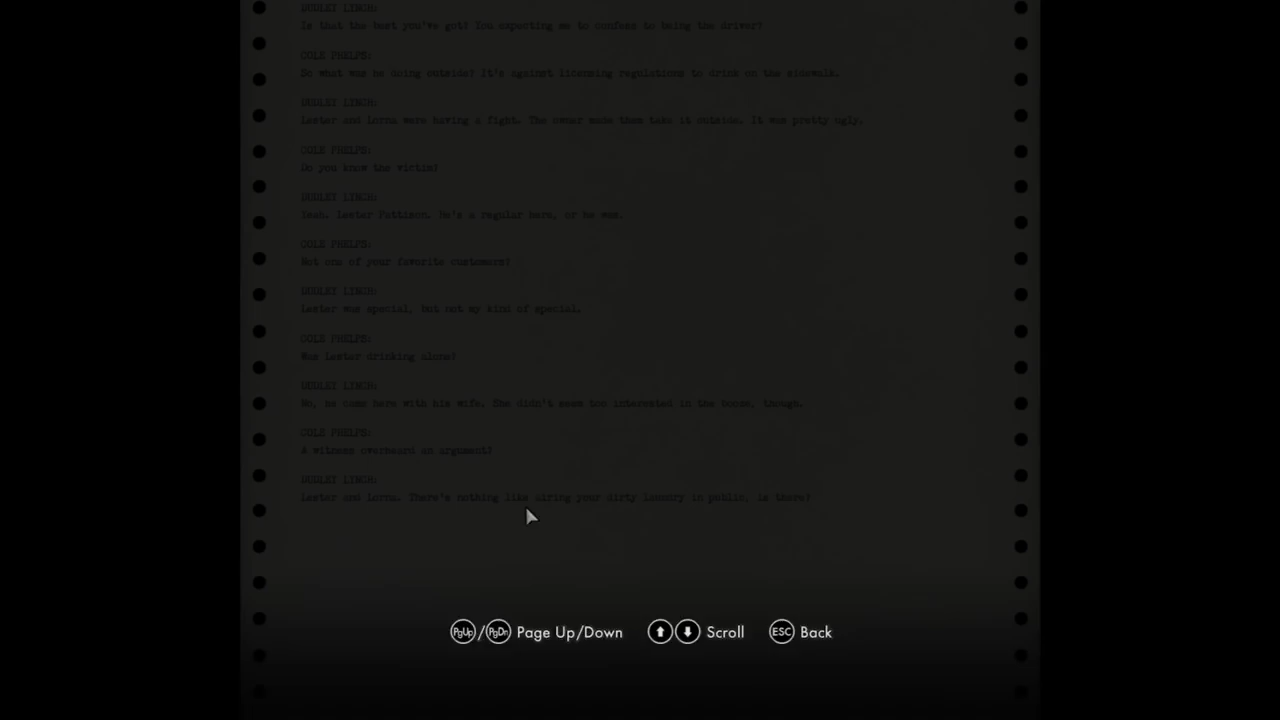 DUDLEY LYNCH:
Is that the best you've got? You expecting me to confess to being the driver?
COLE PHELPS:
So what was he doing outside? It's against licensing regulations to drink on the sidewalk.
DUDLEY LYNCH:
Lester and Lorna were having a fight. The owner made them take it outside. It was pretty ugly.
COLE PHELPS:
Do you know the victim?
DUDLEY LYNCH:
Yeah. Lester Pattison. He's a regular here, or he was.
COLE PHELPS:
Not one of your favorite customers?
DUDLEY LYNCH:
Lester was special, but not my kind of special.
COLE PHELPS:
Was Lester drinking alone?
DUDLEY LYNCH:
No, he came here with his wife. She didn't seem too interested in the booze, though.
COLE PHELPS:
A witness overheard an argument?
DUDLEY LYNCH:
Lester and Lorna. There's nothing like airing your dirty laundry in public, is there?
PgUp/PgDn Page Up/Down Scroll ESC Back